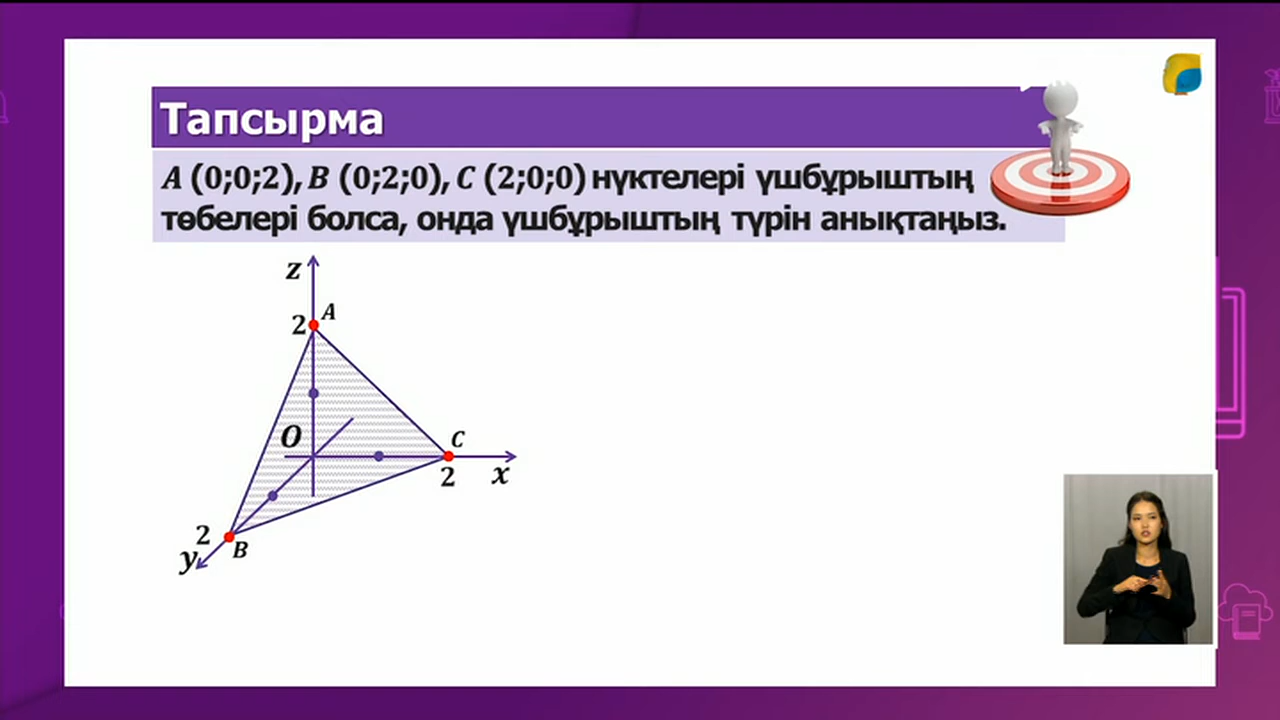 Тапсырма
A (0;0;2), B (0;2;0), C (2;0;0) нүктелері үшбұрыштың
төбелері болса, онда үшбұрыштың түрін анықтаңыз.
z
2 A
O
C
2 x
2
y B